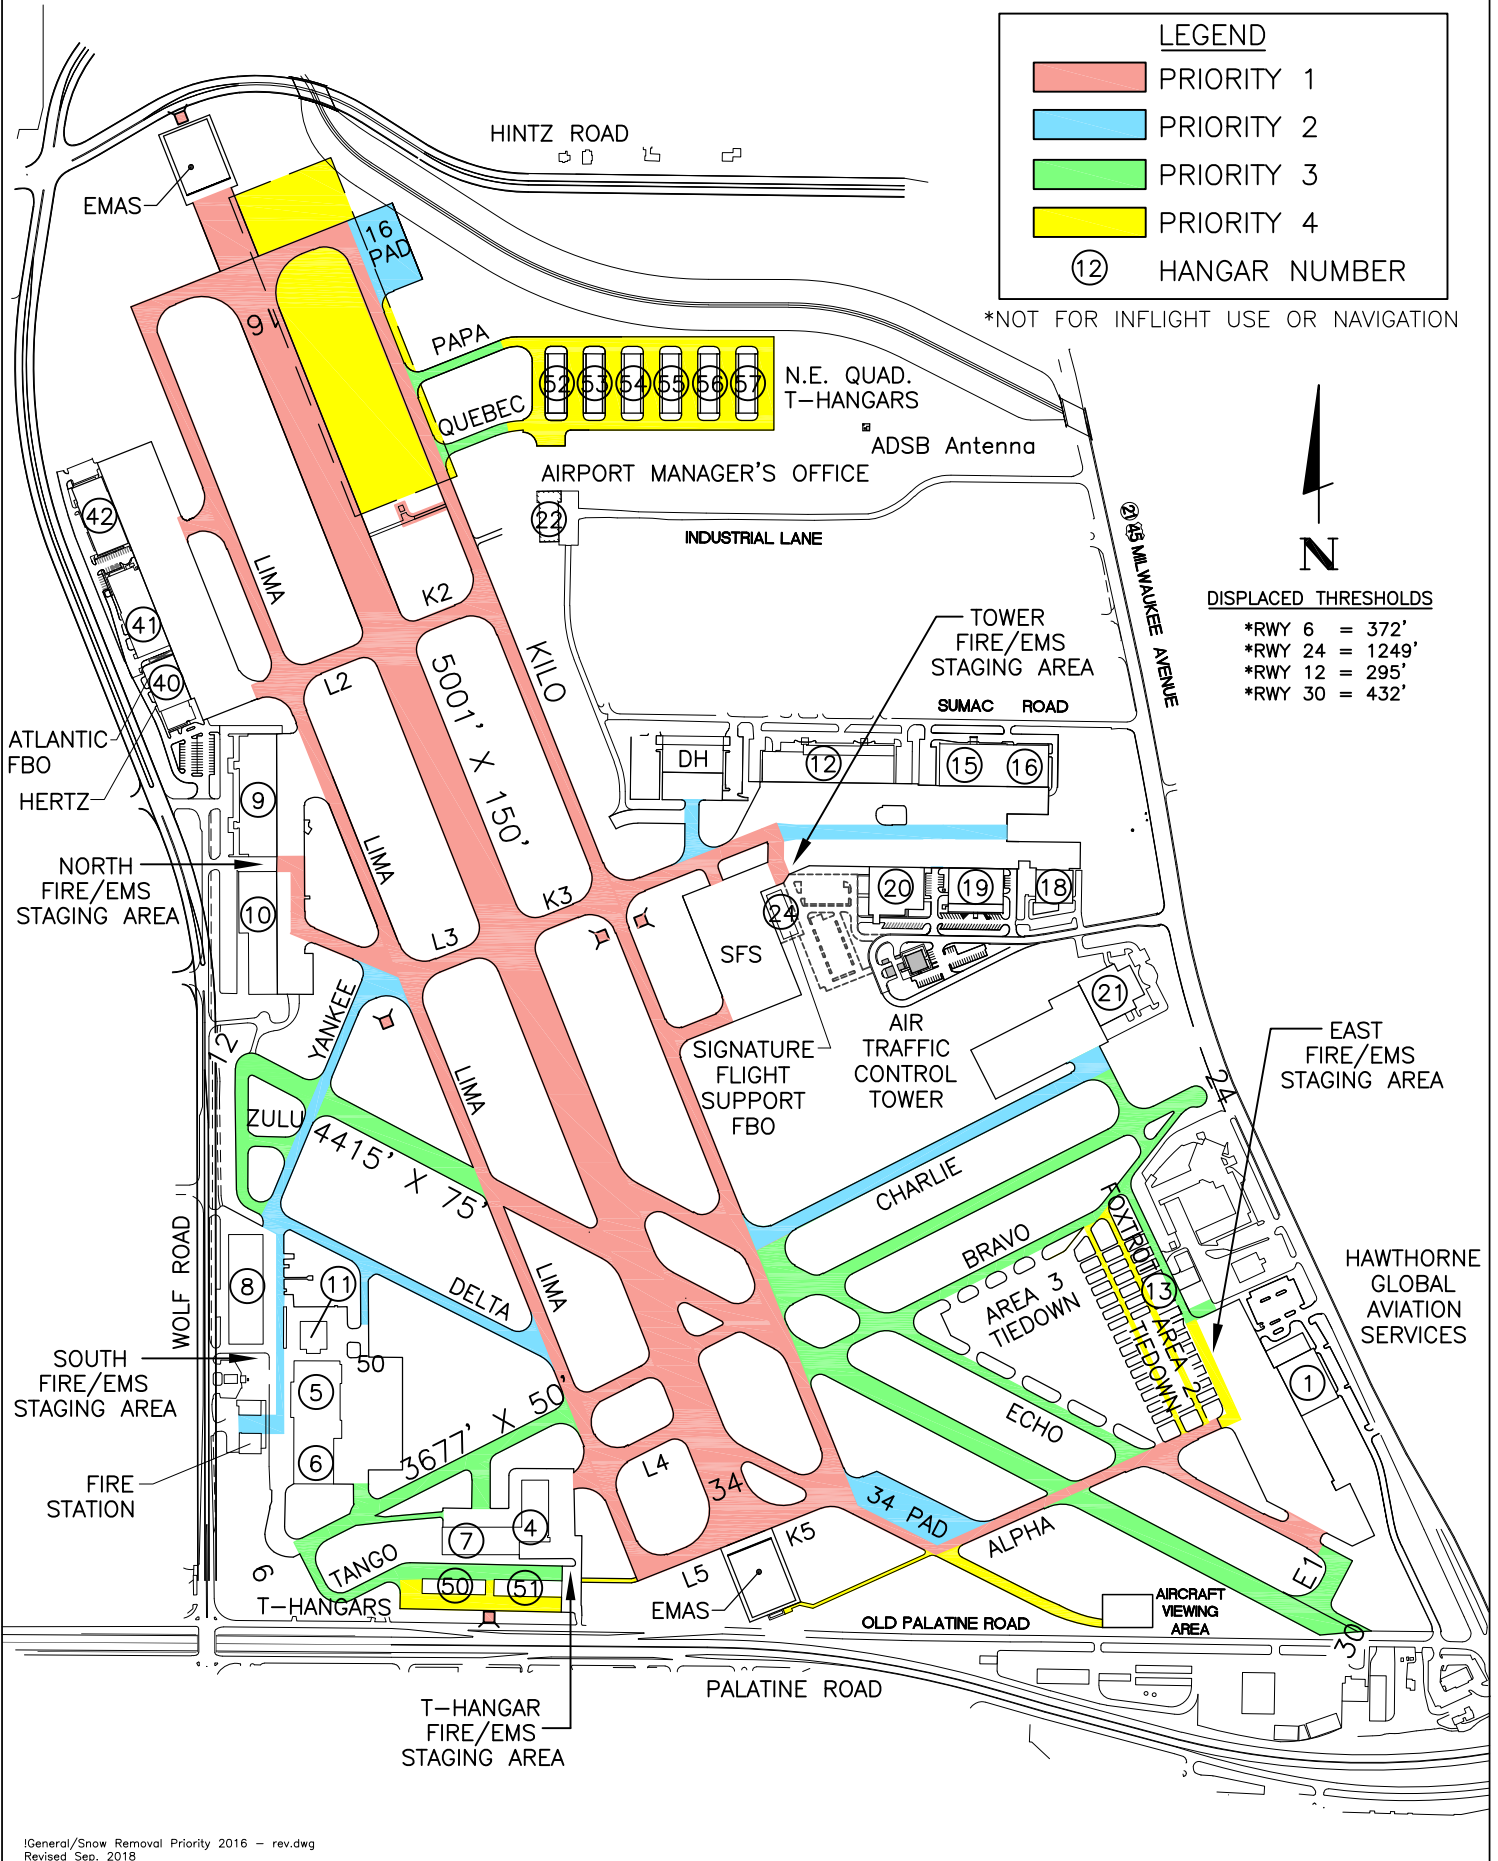 LEGEND
PRIORITY 1
PRIORITY 2
PRIORITY 3
PRIORITY 4
12 HANGAR NUMBER
*NOT FOR INFLIGHT USE OR NAVIGATION
HINTZ ROAD
EMAS
16
PAD
16
PAPA
QUEBEC
52 53 54 55 56 57
N.E. QUAD.
T-HANGARS
ADSB Antenna
AIRPORT MANAGER'S OFFICE
22
INDUSTRIAL LANE
21 45 MILWAUKEE AVENUE
N
DISPLACED THRESHOLDS
*RWY 6 = 372'
*RWY 24 = 1249'
*RWY 12 = 295'
*RWY 30 = 432'
42
41
40
LIMA
K2
KILO
L2
5001' X 150'
TOWER
FIRE/EMS
STAGING AREA
SUMAC ROAD
ATLANTIC
FBO
HERTZ
9
DH
12
15
16
LIMA
NORTH
FIRE/EMS
STAGING AREA
10
K3
L3
24
20
19
18
SFS
21
YANKEE
12
AIR
TRAFFIC
CONTROL
TOWER
SIGNATURE
FLIGHT
SUPPORT
FBO
EAST
FIRE/EMS
STAGING AREA
24
LIMA
ZULU
4415' X 75'
CHARLIE
BRAVO
FOXTROT
WOLF ROAD
8
11
DELTA
LIMA
AREA 3
TIEDOWN
13
AREA 2
TIEDOWN
HAWTHORNE
GLOBAL
AVIATION
SERVICES
SOUTH
FIRE/EMS
STAGING AREA
50
5
6
1
ECHO
3677' X 50'
L4
34
FIRE
STATION
34 PAD
ALPHA
K5
7
4
6
TANGO
50
51
T-HANGARS
L5
EMAS
E1
AIRCRAFT
VIEWING
AREA
OLD PALATINE ROAD
30
PALATINE ROAD
T-HANGAR
FIRE/EMS
STAGING AREA
!General/Snow Removal Priority 2016 - rev.dwg
Revised Sep. 2018